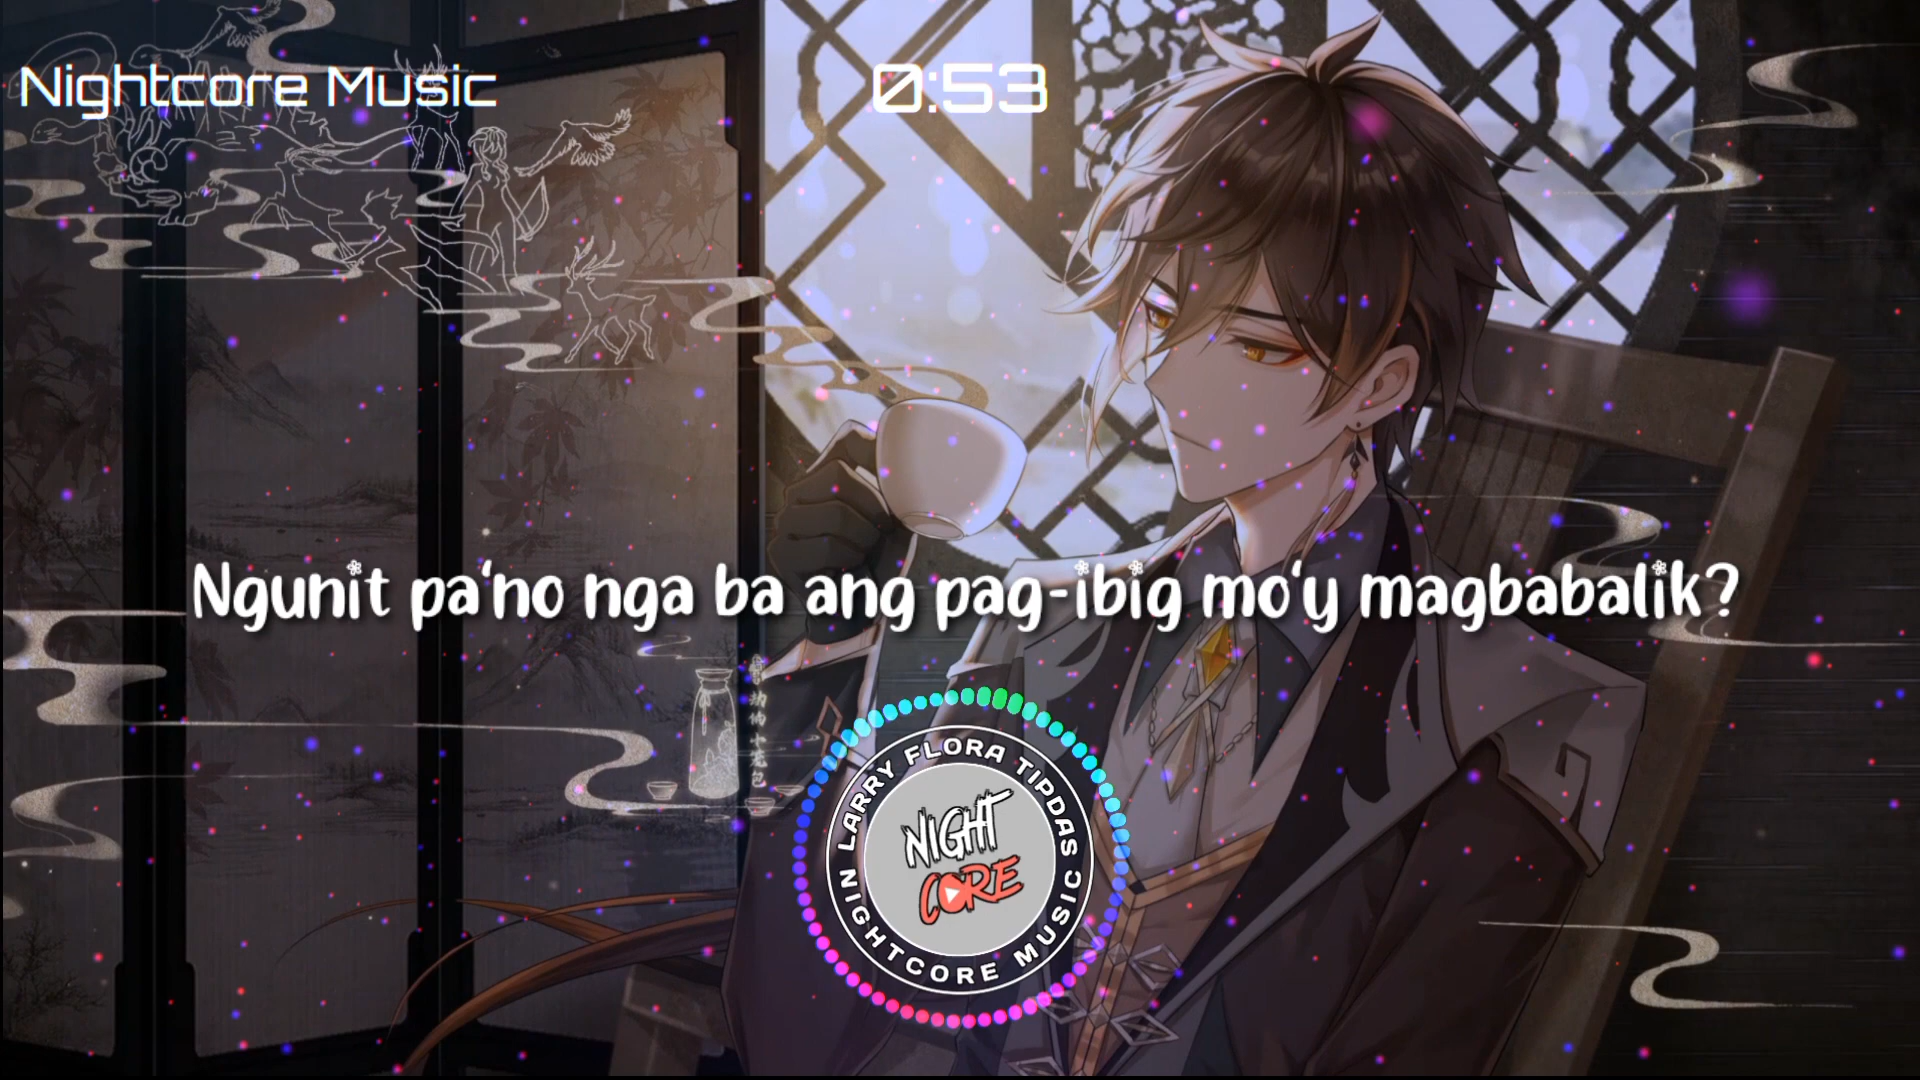 Nightcore Music
0:53
Ngunit pa'no nga ba ang pag-ibig mo'y magbabalik?
LARRY FLORA TIPDAS
NIGHT
CORE
NIGHTCORE MUSIC